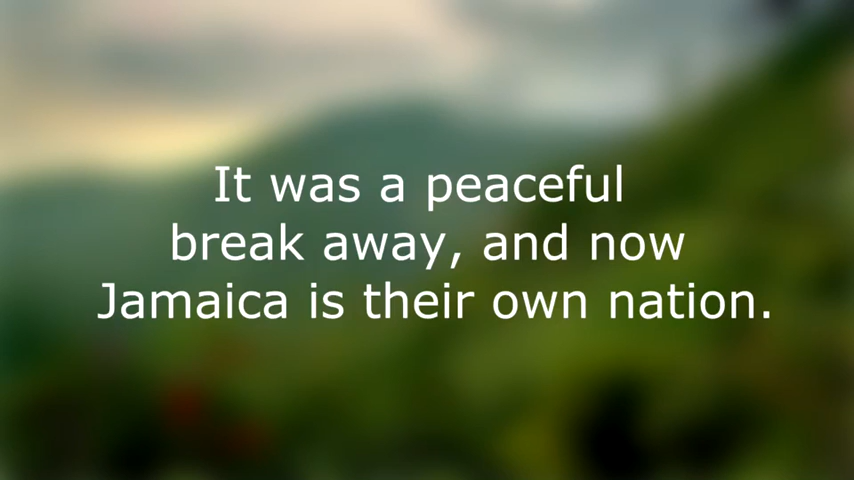 It was a peaceful
break away, and now
Jamaica is their own nation.